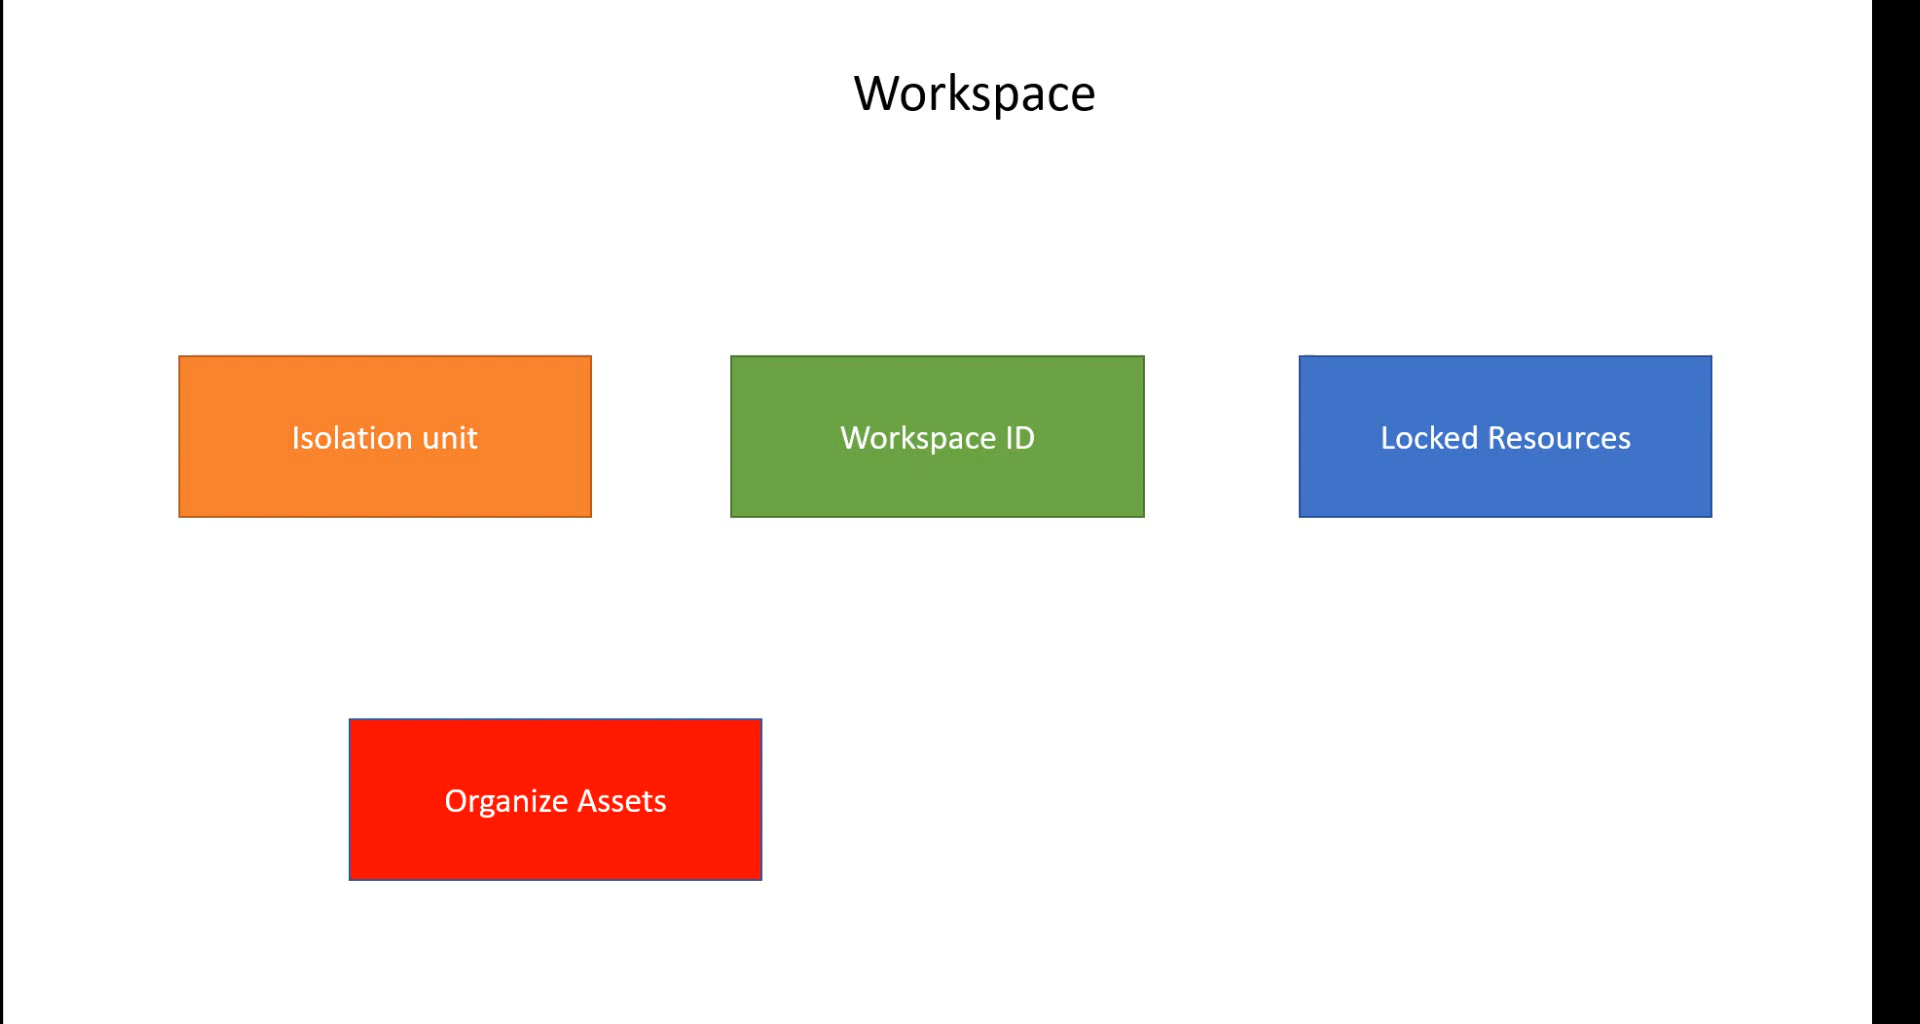 Workspace
Isolation unit
Workspace ID
Locked Resources
Organize Assets